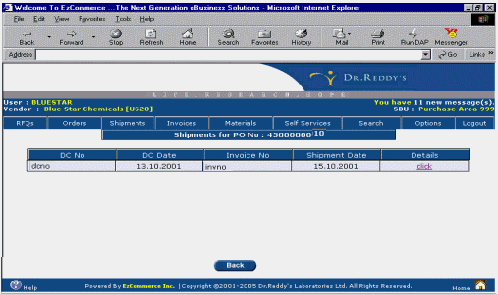 Welcome To EzCommerce ...The Next Generation eBusiness Solutions - Microsoft nternet Explore
File Edit View Favorites Tools Help
Back Forward Stop Refresh Home Search Favorites History Mail Print RunDAP Messenger
Address Go Links »
DR.REDDY'S
LIFE. RESEARCH. HOPE
User : BLUESTAR You have 11 new message(s).
Vendor : Blue Star Chemicals [US20] SBU : Purchase Area 999
RFQs Orders Shipments Invoices Materials Self Services Search Options Logout
Shipments for PO No . 4500000010
DC No DC Date Invoice No Shipment Date Details
dcno 13.10.2001 invno 15.10.2001 click
Back
Help Powered By EzCommerce Inc. | Copyright @2001-2005 Dr.Reddy's Laboratories Ltd. All Rights Reserved. Home